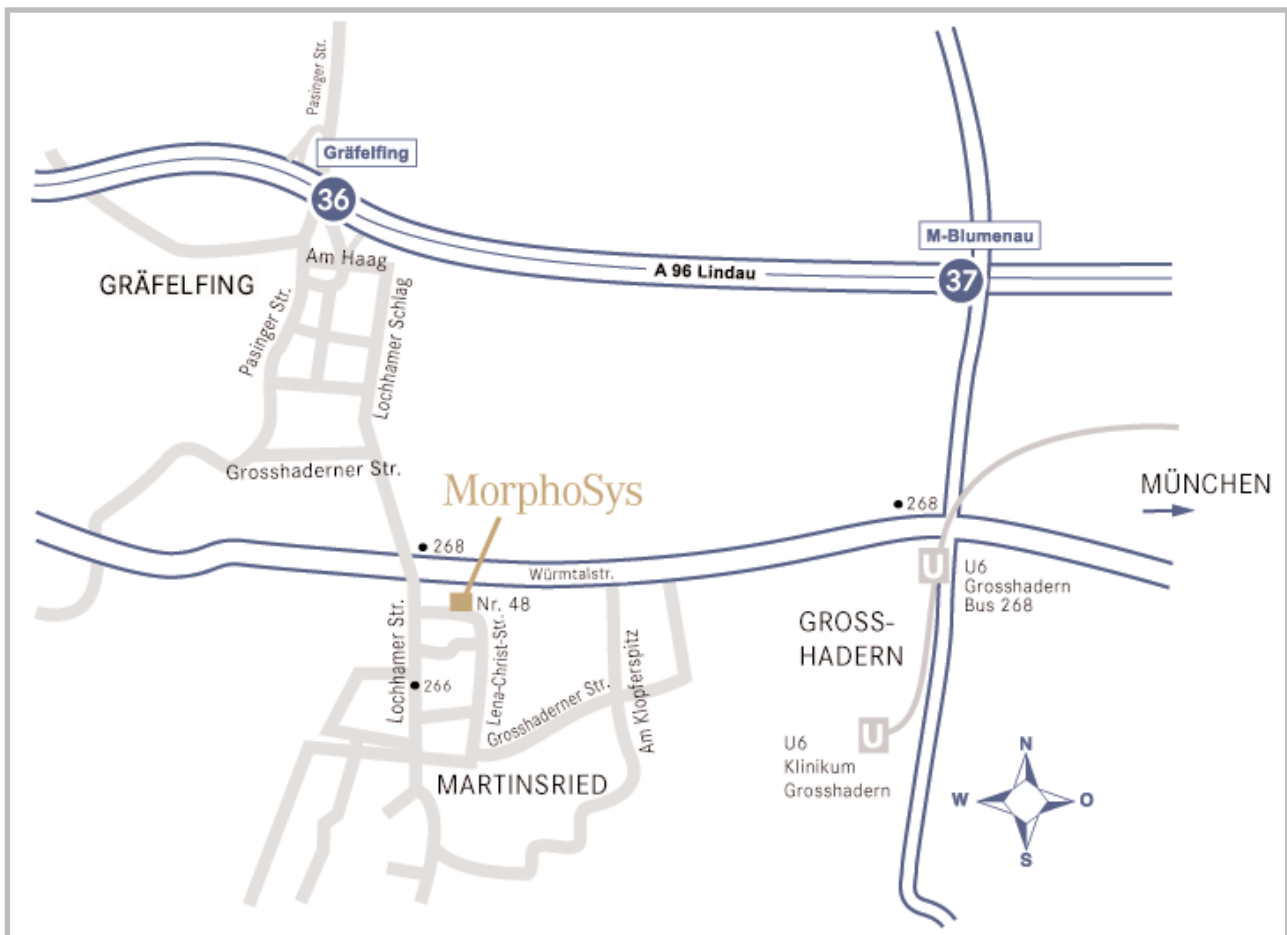 Pasinger Str.
Gräfelfing
36
M-Blumenau
Am Haag
A 96 Lindau
37
GRÄFELFING
Pasinger Str.
Lochhamer Schlag
Grosshaderner Str.
MorphoSys
268
MÜNCHEN
268
Würmtalstr.
U
U6
Grosshadern
Bus 268
Nr. 48
Lochhamer Str.
Lena-Christ-Str.
266
Grosshaderner Str.
Am Klopferspitz
GROSS-
HADERN
U
U6
Klinikum
Grosshadern
MARTINSRIED
N
W
O
S